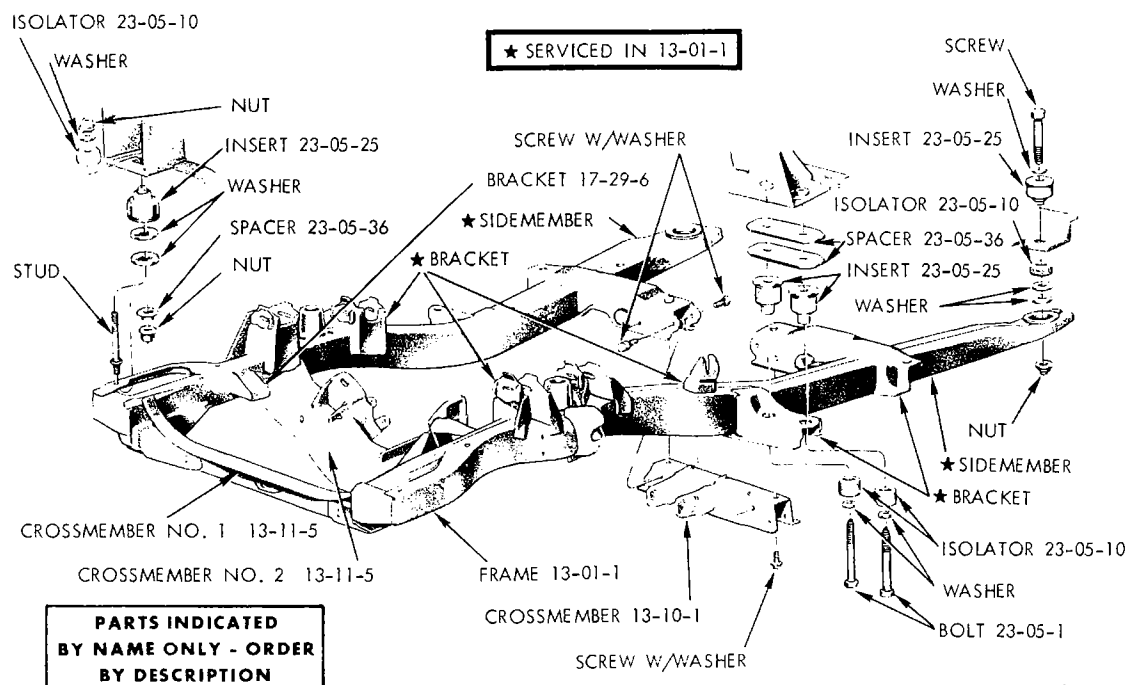 ISOLATOR 23-05-10
WASHER
NUT
INSERT 23-05-25
WASHER
SPACER 23-05-36
NUT
STUD
★ SERVICED IN 13-01-1
SCREW W/WASHER
BRACKET 17-29-6
★ SIDEMEMBER
★ BRACKET
SCREW
WASHER
INSERT 23-05-25
ISOLATOR 23-05-10
SPACER 23-05-36
INSERT 23-05-25
WASHER
NUT
★ SIDEMEMBER
★ BRACKET
ISOLATOR 23-05-10
WASHER
BOLT 23-05-1
CROSSMEMBER NO. 1 13-11-5
CROSSMEMBER NO. 2 13-11-5
FRAME 13-01-1
CROSSMEMBER 13-10-1
SCREW W/WASHER
PARTS INDICATED
BY NAME ONLY - ORDER
BY DESCRIPTION